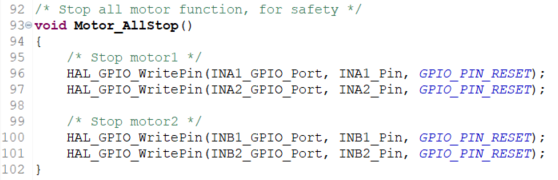 92 /* Stop all motor function, for safety */
93 void Motor_AllStop()
94 {
95     /* Stop motor1 */
96     HAL_GPIO_WritePin(INA1_GPIO_Port, INA1_Pin, GPIO_PIN_RESET);
97     HAL_GPIO_WritePin(INA2_GPIO_Port, INA2_Pin, GPIO_PIN_RESET);
98
99     /* Stop motor2 */
100     HAL_GPIO_WritePin(INB1_GPIO_Port, INB1_Pin, GPIO_PIN_RESET);
101     HAL_GPIO_WritePin(INB2_GPIO_Port, INB2_Pin, GPIO_PIN_RESET);
102 }